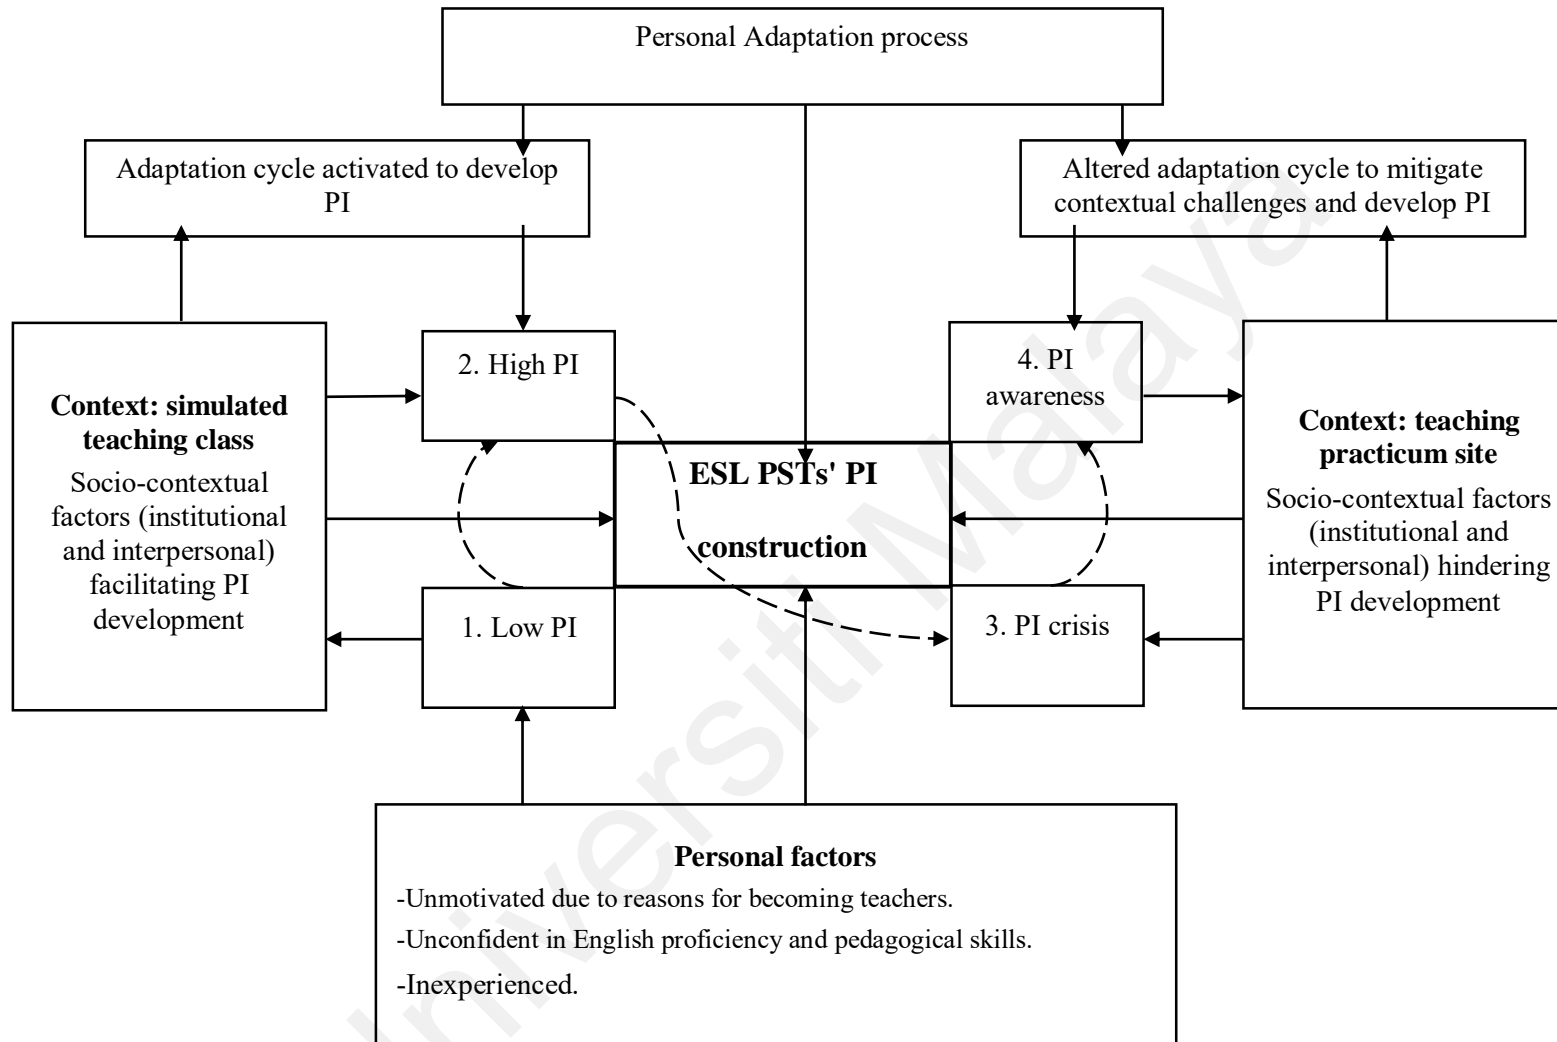 Personal Adaptation process
Adaptation cycle activated to develop
PI
Altered adaptation cycle to mitigate
contextual challenges and develop PI
2. High PI
4. PI
awareness
Context: simulated
teaching class
Socio-contextual
factors (institutional
and interpersonal)
facilitating PI
development
ESL PSTs' PI
construction
Context: teaching
practicum site
Socio-contextual factors
(institutional and
interpersonal) hindering
PI development
1. Low PI
3. PI crisis
Personal factors
-Unmotivated due to reasons for becoming teachers.
-Unconfident in English proficiency and pedagogical skills.
-Inexperienced.
niversiti Malaya